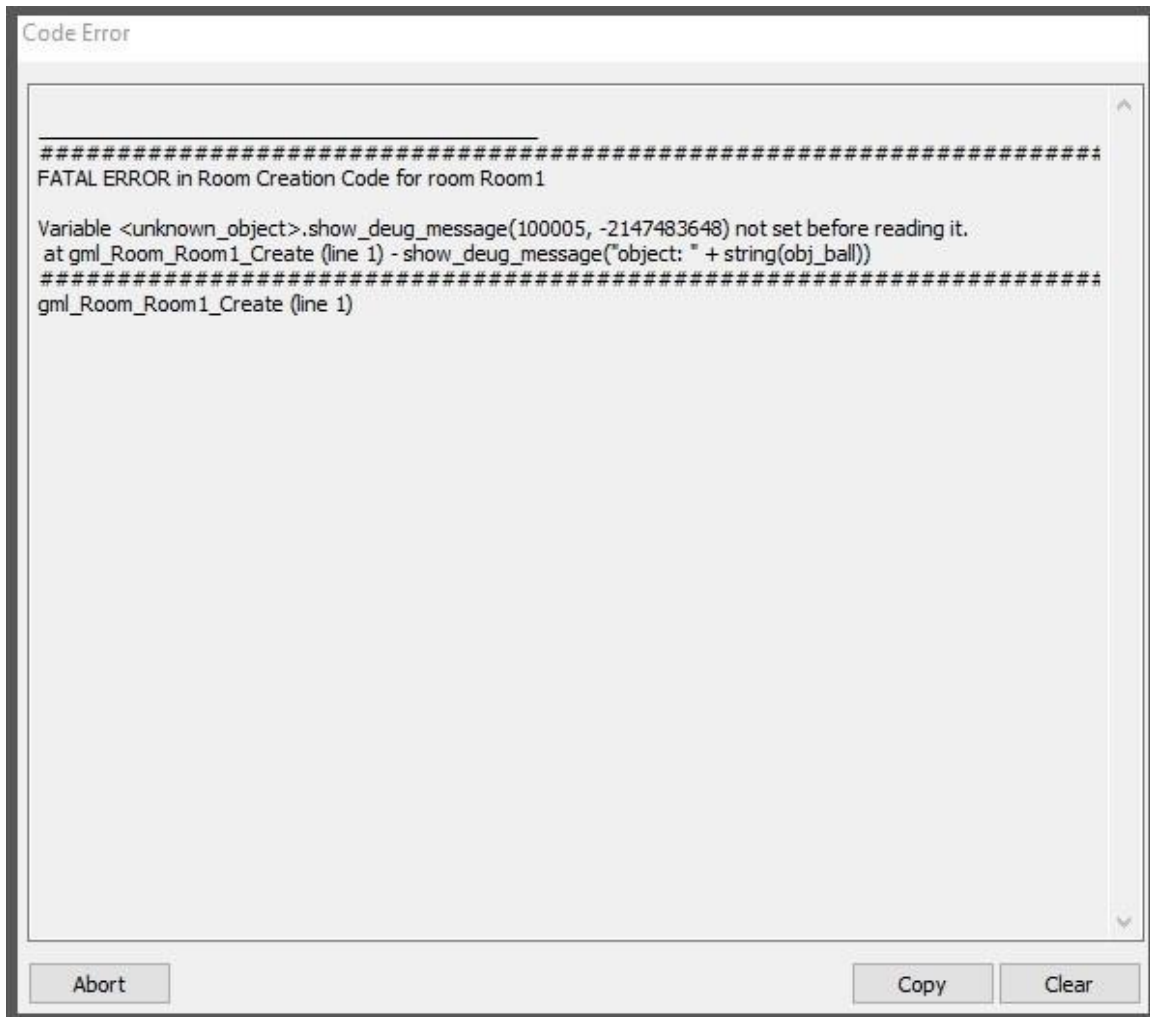 Code Error
###########################################################################
FATAL ERROR in Room Creation Code for room Room1
Variable <unknown_object>.show_deug_message(100005, -2147483648) not set before reading it.
at gml_Room_Room1_Create (line 1) - show_deug_message("object: " + string(obj_ball))
###########################################################################
gml_Room_Room1_Create (line 1)
Abort
Copy
Clear